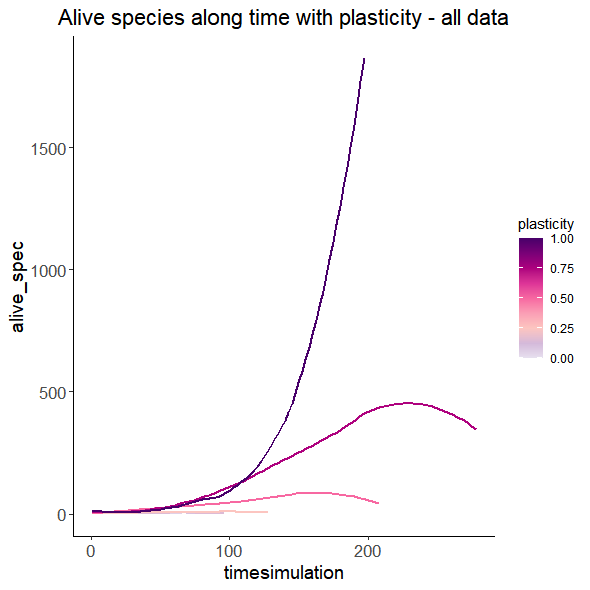 Alive species along time with plasticity - all data
alive_spec
1500
1000
500
0
0 100 200
timesimulation
plasticity
1.00
0.75
0.50
0.25
0.00